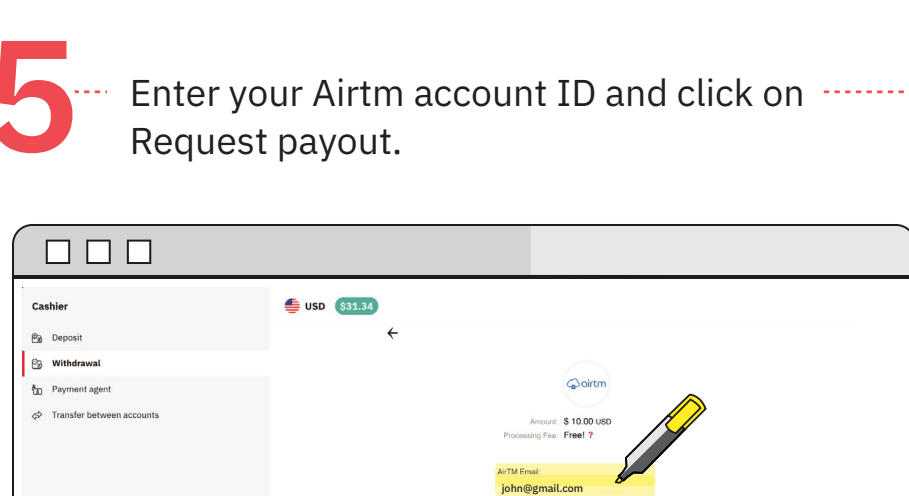 5
Enter your Airtm account ID and click on
Request payout.
Cashier
USD $31.34
Deposit
Withdrawal
Payment agent
Transfer between accounts
airtm
Amount: $ 10.00 USD
Processing Fee: Free! ?
AirTM Email:
john@gmail.com